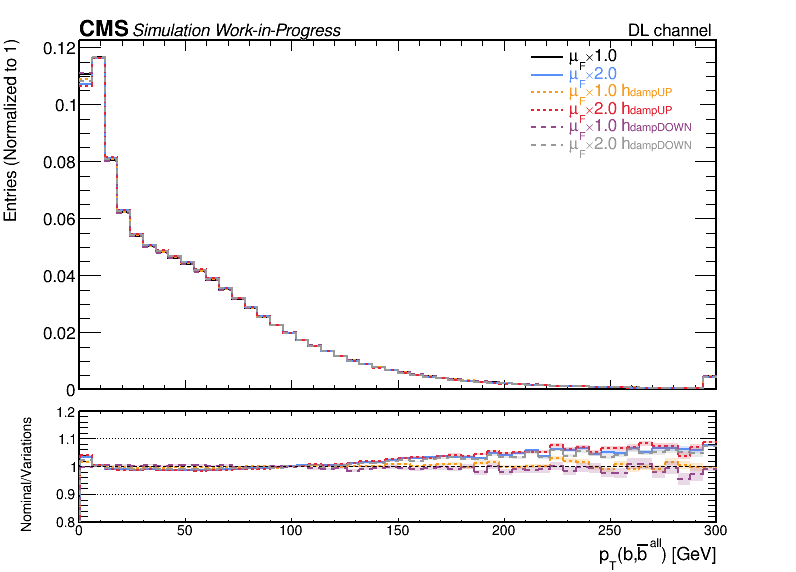 CMS Simulation Work-in-Progress DL channel
Entries (Normalized to 1)
0.12
0.1
0.08
0.06
0.04
0.02
0
μF×1.0
μF×2.0
μF×1.0 hdampUP
μF×2.0 hdampUP
μF×1.0 hdampDOWN
μF×2.0 hdampDOWN
Nominal/Variations
1.2
1.1
1
0.9
0.8
0 50 100 150 200 250 300
pT(b,b̅all) [GeV]